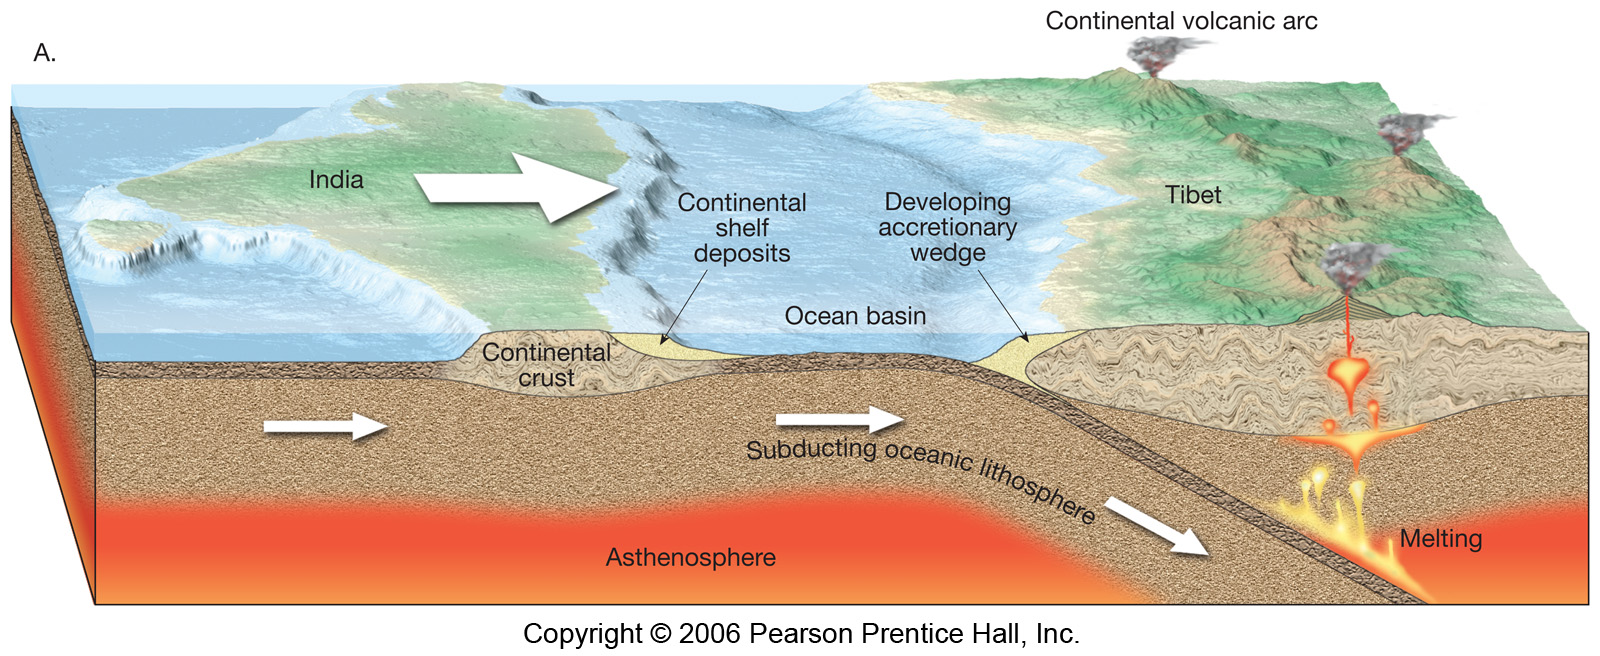 Continental volcanic arc
A.
India
Continental
shelf
deposits
Developing
accretionary
wedge
Tibet
Ocean basin
Continental
crust
Subducting oceanic lithosphere
Asthenosphere
Melting
Copyright © 2006 Pearson Prentice Hall, Inc.